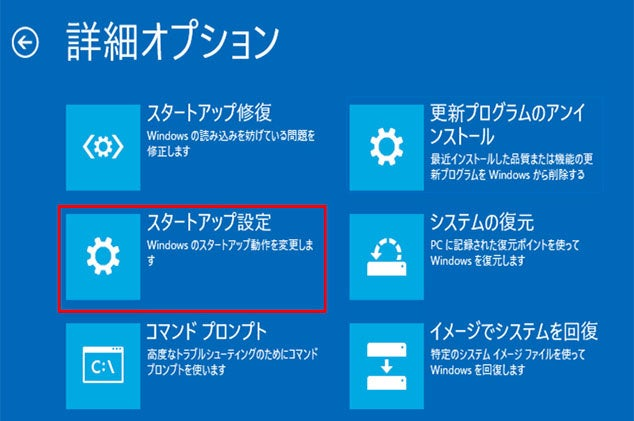 詳細オプション
スタートアップ修復
Windows の読み込みを妨げている問題を
修正します
更新プログラムのアンイ
ンストール
最近インストールした品質または機能の更
新プログラムを Windows から削除する
スタートアップ設定
Windows のスタートアップ動作を変更しま
す
システムの復元
PC に記録された復元ポイントを使って
Windows を復元します
コマンド プロンプト
高度なトラブルシューティングのためにコマンド
プロンプトを使います
C:\
イメージでシステムを回復
特定のシステム イメージ ファイルを使って
Windows を回復します